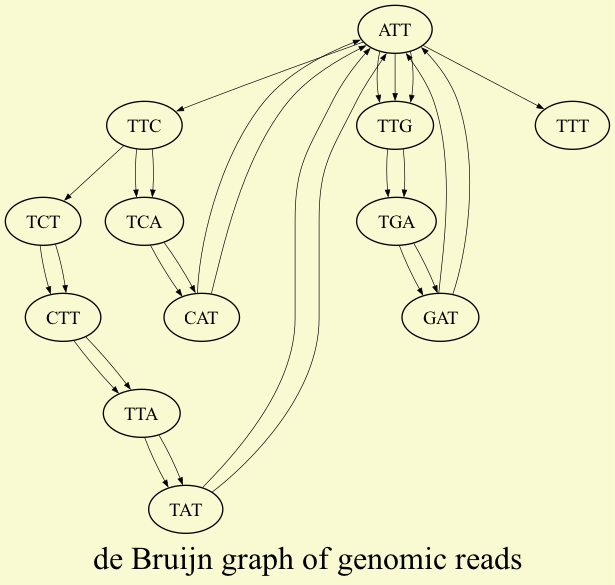 ATT
TTC
TTG
TTT
TCT
TCA
TGA
CTT
CAT
GAT
TTA
TAT
de Bruijn graph of genomic reads